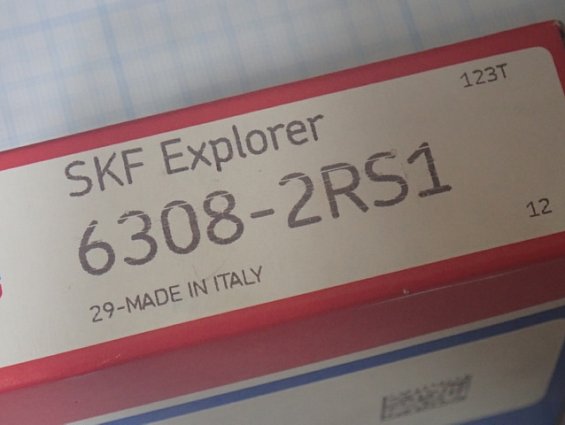 123T
SKF Explorer
6308-2RS1
12
29-MADE IN ITALY